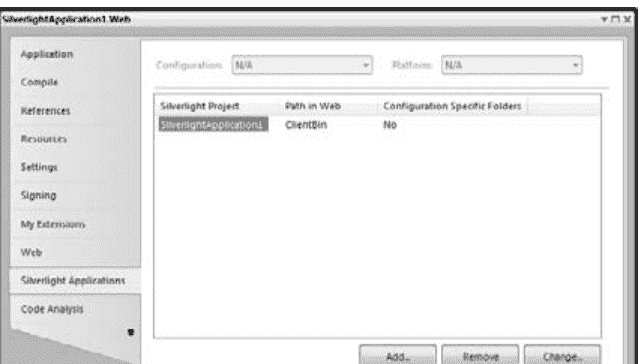 SilverlightApplication1.Web
Application
Compile
References
Resources
Settings
Signing
My Extensions
Web
Silverlight Applications
Code Analysis
Configuration: N/A
Platform: N/A
Silverlight Project Path in Web Configuration Specific Folders
SilverlightApplication1 ClientBin No
Add... Remove Change...